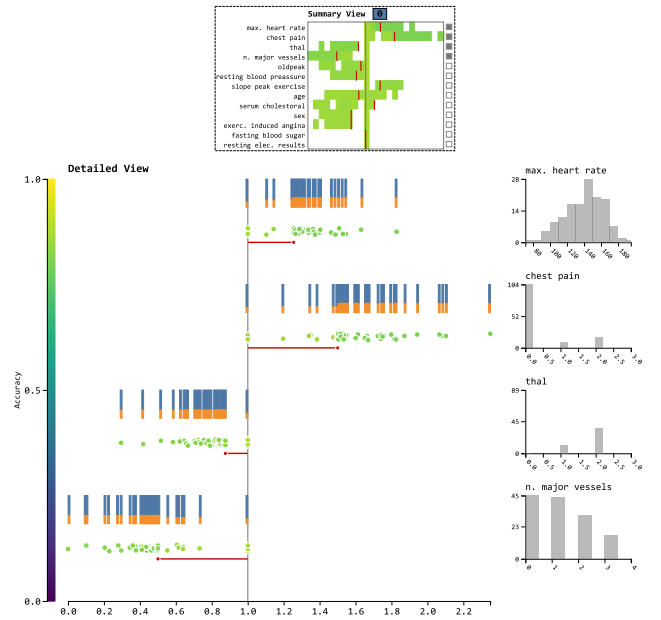 Summary View 0
max. heart rate
chest pain
thal
n. major vessels
oldpeak
resting blood preassure
slope peak exercise
age
serum cholestoral
sex
exerc. induced angina
fasting blood sugar
resting elec. results
Detailed View
1.0
0.5
0.0
Accuracy
0.0 0.2 0.4 0.6 0.8 1.0 1.2 1.4 1.6 1.8 2.0 2.2
max. heart rate
28
14
0
80 100 120 140 160 180
chest pain
104
52
0
0.0 0.5 1.0 1.5 2.0 2.5 3.0
thal
89
45
0
0.0 0.5 1.0 1.5 2.0 2.5 3.0
n. major vessels
45
23
0
0 1 2 3 4